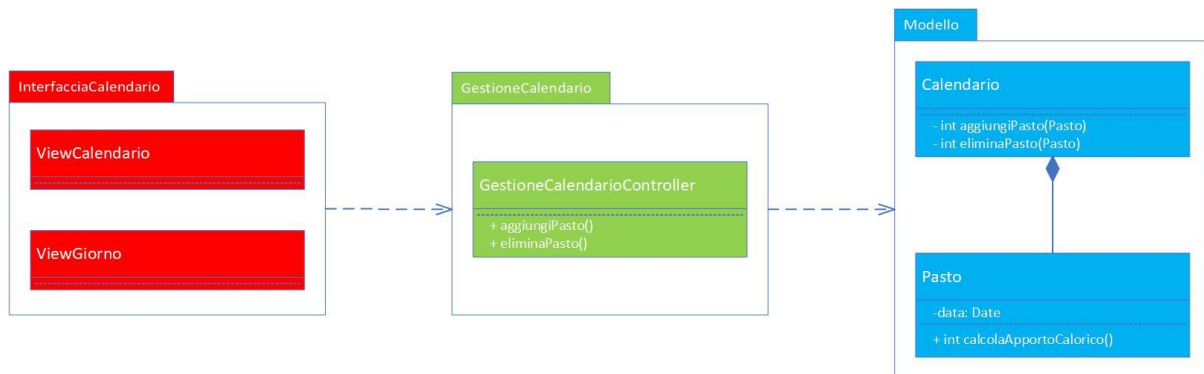 InterfacciaCalendario
ViewCalendario
ViewGiorno
GestioneCalendario
GestioneCalendarioController
+ aggiungiPasto()
+ eliminaPasto()
Modello
Calendario
- int aggiungiPasto(Pasto)
- int eliminaPasto(Pasto)
Pasto
-data: Date
+ int calcolaApportoCalorico()